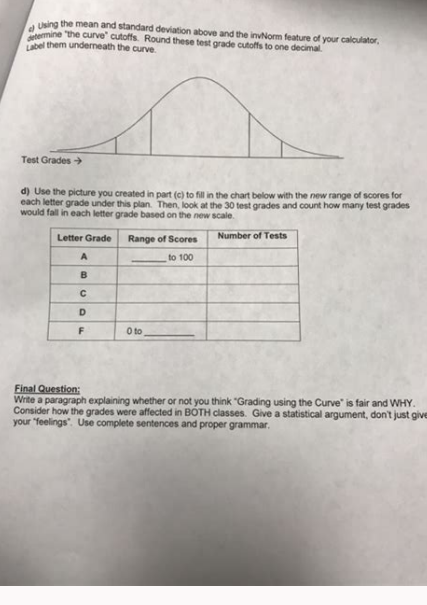 c) Using the mean and standard deviation above and the invNorm feature of your calculator,
determine "the curve" cutoffs. Round these test grade cutoffs to one decimal.
Label them underneath the curve.
Test Grades →
d) Use the picture you created in part (c) to fill in the chart below with the new range of scores for
each letter grade under this plan. Then, look at the 30 test grades and count how many test grades
would fall in each letter grade based on the new scale.
Letter Grade Range of Scores Number of Tests
A ______ to 100
B
C
D
F 0 to ________
Final Question:
Write a paragraph explaining whether or not you think "Grading using the Curve" is fair and WHY.
Consider how the grades were affected in BOTH classes. Give a statistical argument, don't just give
your "feelings". Use complete sentences and proper grammar.